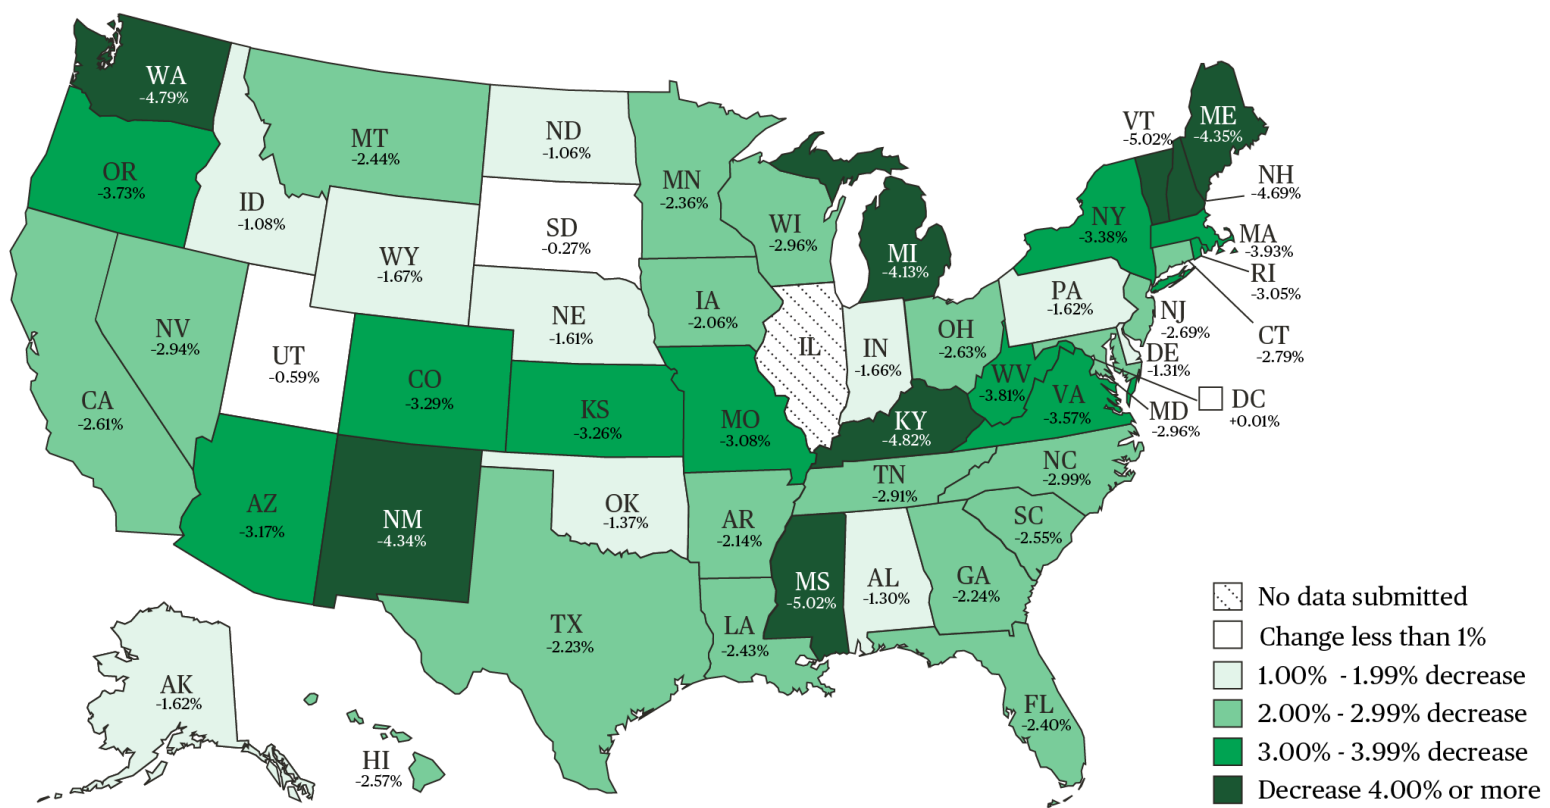 WA
-4.79%
OR
-3.73%
CA
-2.61%
ID
-1.08%
NV
-2.94%
MT
-2.44%
WY
-1.67%
UT
-0.59%
AZ
-3.17%
CO
-3.29%
NM
-4.34%
ND
-1.06%
SD
-0.27%
NE
-1.61%
KS
-3.26%
OK
-1.37%
TX
-2.23%
MN
-2.36%
IA
-2.06%
MO
-3.08%
AR
-2.14%
LA
-2.43%
WI
-2.96%
IL
MI
-4.13%
IN
-1.66%
OH
-2.63%
KY
-4.82%
TN
-2.91%
MS
-5.02%
AL
-1.30%
GA
-2.24%
FL
-2.40%
SC
-2.55%
NC
-2.99%
VA
-3.57%
WV
-3.81%
PA
-1.62%
NY
-3.38%
VT
-5.02%
ME
-4.35%
NH
-4.69%
MA
-3.93%
RI
-3.05%
CT
-2.79%
NJ
-2.69%
DE
-1.31%
DC
+0.01%
MD
-2.96%
AK
-1.62%
HI
-2.57%
No data submitted
Change less than 1%
1.00% - 1.99% decrease
2.00% - 2.99% decrease
3.00% - 3.99% decrease
Decrease 4.00% or more